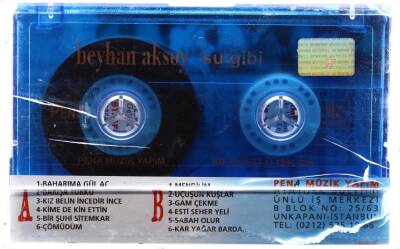 beyhan aksoy su gibi
PENA MÜZİK YAPIM
A
1-BAHARIMA GÜL AÇ
2-BARIŞA TÜRKÜ
3-KIZ BELİN İNCEDİR İNCE
4-KİME DE KİN ETTİN
5-BİR ŞUHİ SİTEMKAR
6-ÇÖMÜDÜM
B
1-MENDİLİM
2-UÇUŞUN KUŞLAR
3-GAM ÇEKME
4-ESTİ SEHER YELİ
5-SABAH OLUR
6-KAR YAĞAR BARDA..
PENA MÜZİK YAPIM
ÜNLÜ İŞ MERKEZİ
B BLOK NO: 25/63
UNKAPANI-İSTANBUL
TEL: (0212)